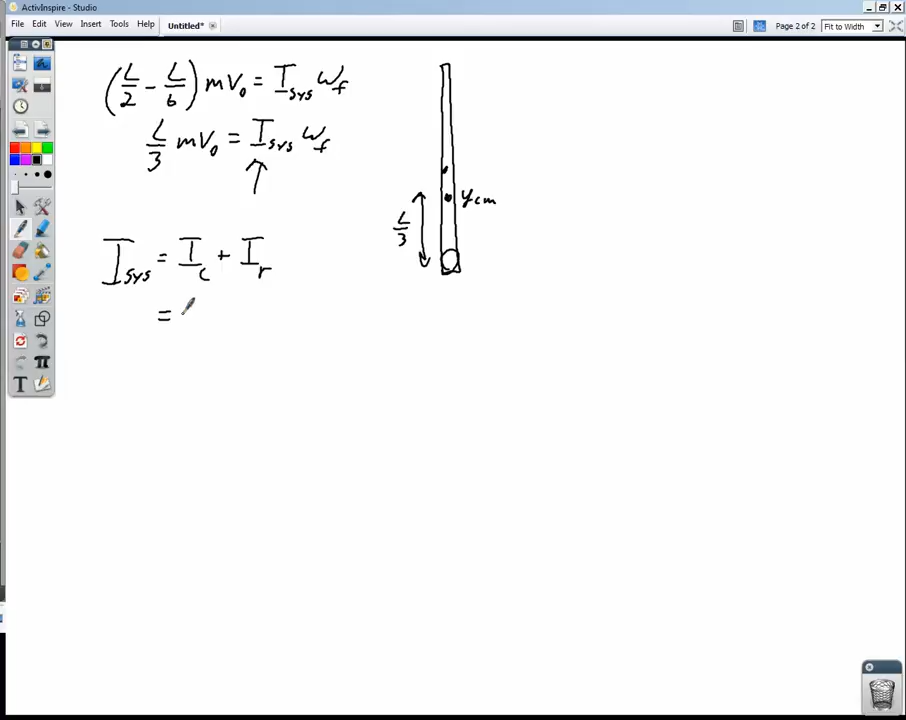 ActivInspire - Studio
File Edit View Insert Tools Help Untitled* Page 2 of 2 Fit to Width
(L/2 - L/6) mV₀ = I_sys ω_f
L/3 mV₀ = I_sys ω_f
y_cm
L/3
I_sys = I_c + I_r
=
π
T